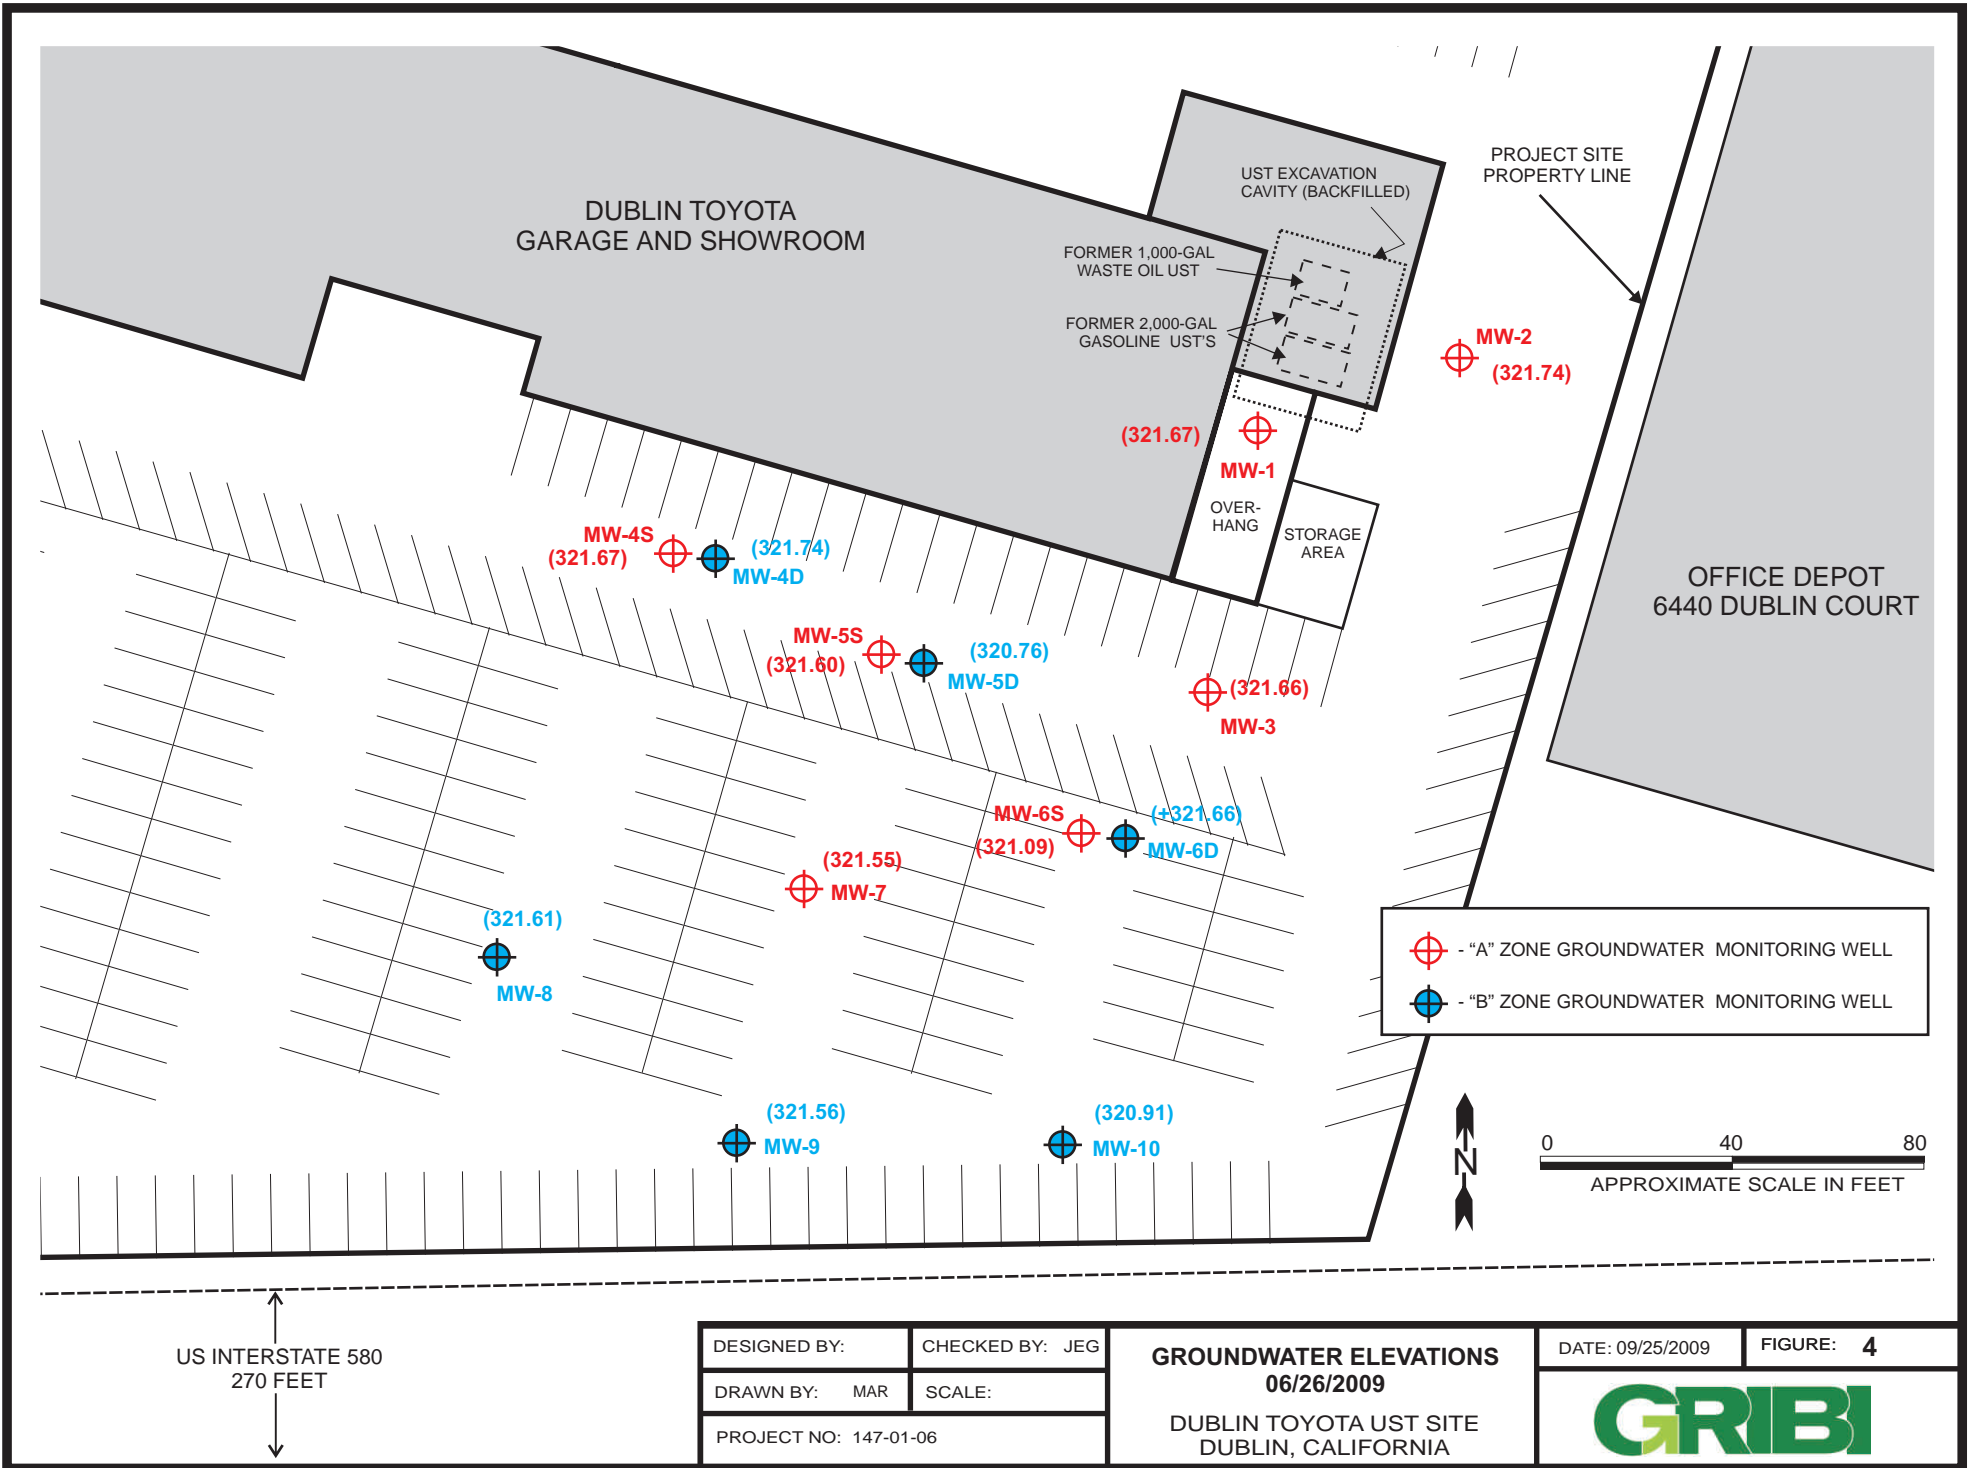 DUBLIN TOYOTA
GARAGE AND SHOWROOM
UST EXCAVATION
CAVITY (BACKFILLED)
PROJECT SITE
PROPERTY LINE
FORMER 1,000-GAL
WASTE OIL UST
FORMER 2,000-GAL
GASOLINE UST'S
MW-2
(321.74)
(321.67)
MW-1
OVER-
HANG
STORAGE
AREA
OFFICE DEPOT
6440 DUBLIN COURT
MW-4S
(321.67)
(321.74)
MW-4D
MW-5S
(321.60)
(320.76)
MW-5D
(321.66)
MW-3
MW-6S
(321.09)
(+321.66)
MW-6D
(321.55)
MW-7
(321.61)
MW-8
- “A” ZONE GROUNDWATER MONITORING WELL
- “B” ZONE GROUNDWATER MONITORING WELL
(321.56)
MW-9
(320.91)
MW-10
N
0 40 80
APPROXIMATE SCALE IN FEET
US INTERSTATE 580
270 FEET
DESIGNED BY:
CHECKED BY: JEG
DRAWN BY: MAR
SCALE:
PROJECT NO: 147-01-06
GROUNDWATER ELEVATIONS
06/26/2009
DUBLIN TOYOTA UST SITE
DUBLIN, CALIFORNIA
DATE: 09/25/2009
FIGURE: 4
GRIBI